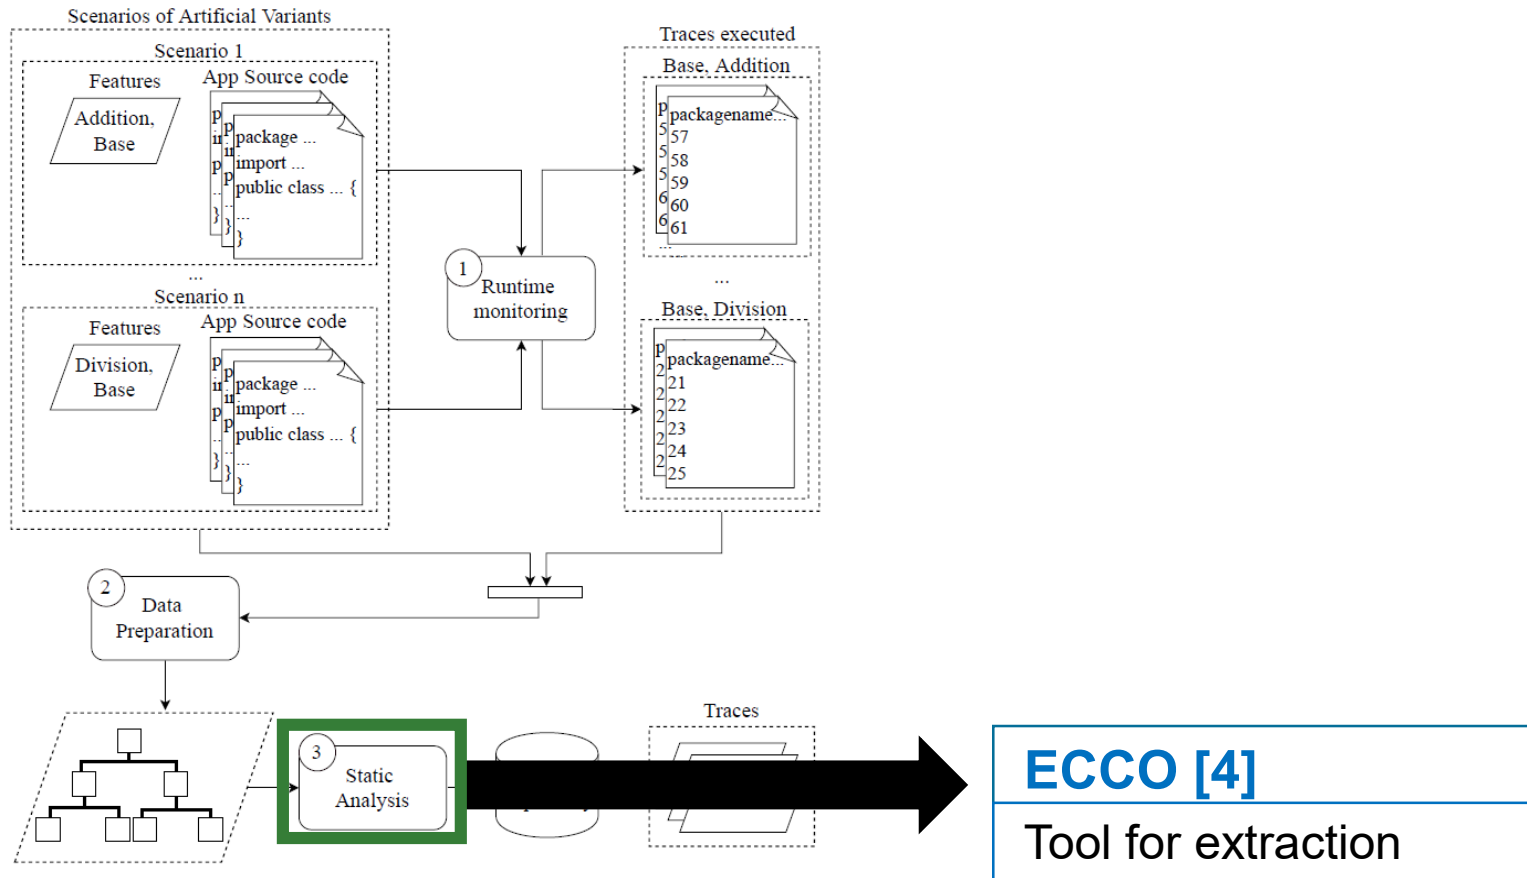 Scenarios of Artificial Variants
Scenario 1
Features
App Source code
Addition,
Base
package ...
import ...
public class ... {
...
}
...
Scenario n
Features
App Source code
Division,
Base
package ...
import ...
public class ... {
...
}
1
Runtime
monitoring
Traces executed
Base, Addition
packagename...
57
58
59
60
61
...
...
Base, Division
packagename...
21
22
23
24
25
2
Data
Preparation
3
Static
Analysis
Traces
ECCO [4]
Tool for extraction